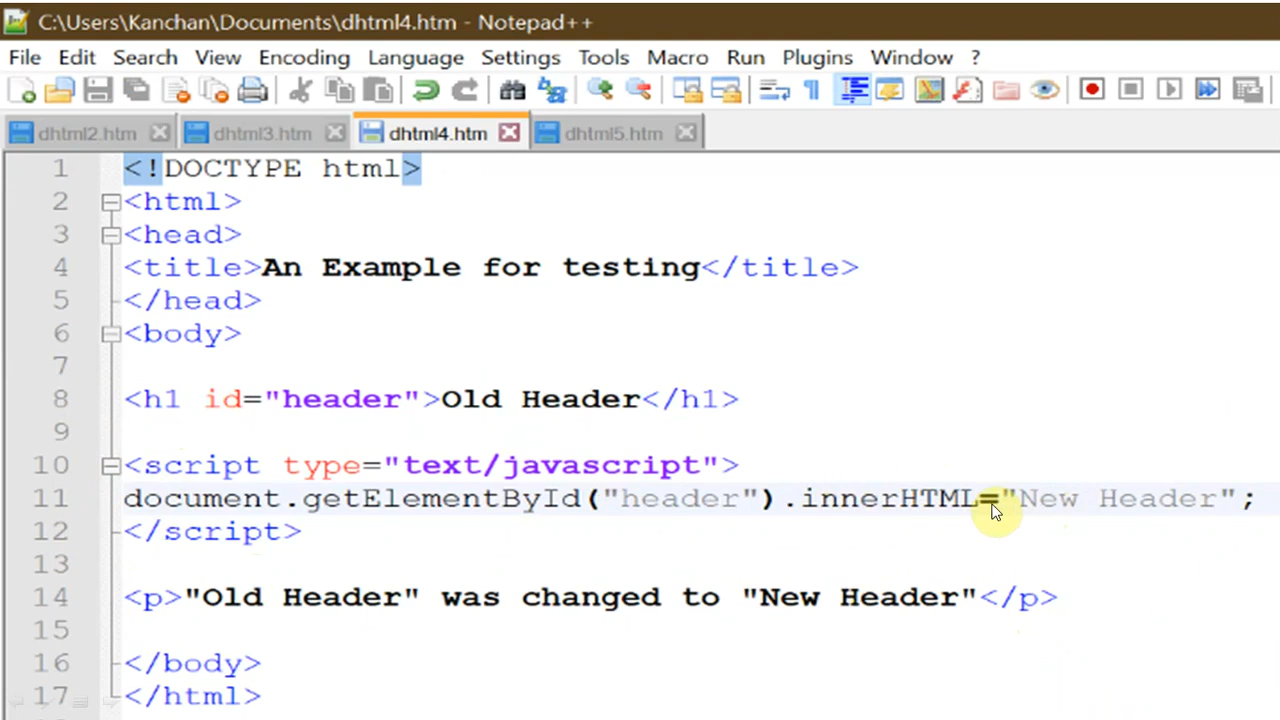 C:\Users\Kanchan\Documents\dhtml4.htm - Notepad++
File Edit Search View Encoding Language Settings Tools Macro Run Plugins Window ?
dhtml2.htm dhtml3.htm dhtml4.htm dhtml5.htm
1 <!DOCTYPE html>
2 <html>
3 <head>
4 <title>An Example for testing</title>
5 </head>
6 <body>
7
8 <h1 id="header">Old Header</h1>
9
10 <script type="text/javascript">
11 document.getElementById("header").innerHTML="New Header";
12 </script>
13
14 <p>"Old Header" was changed to "New Header"</p>
15
16 </body>
17 </html>